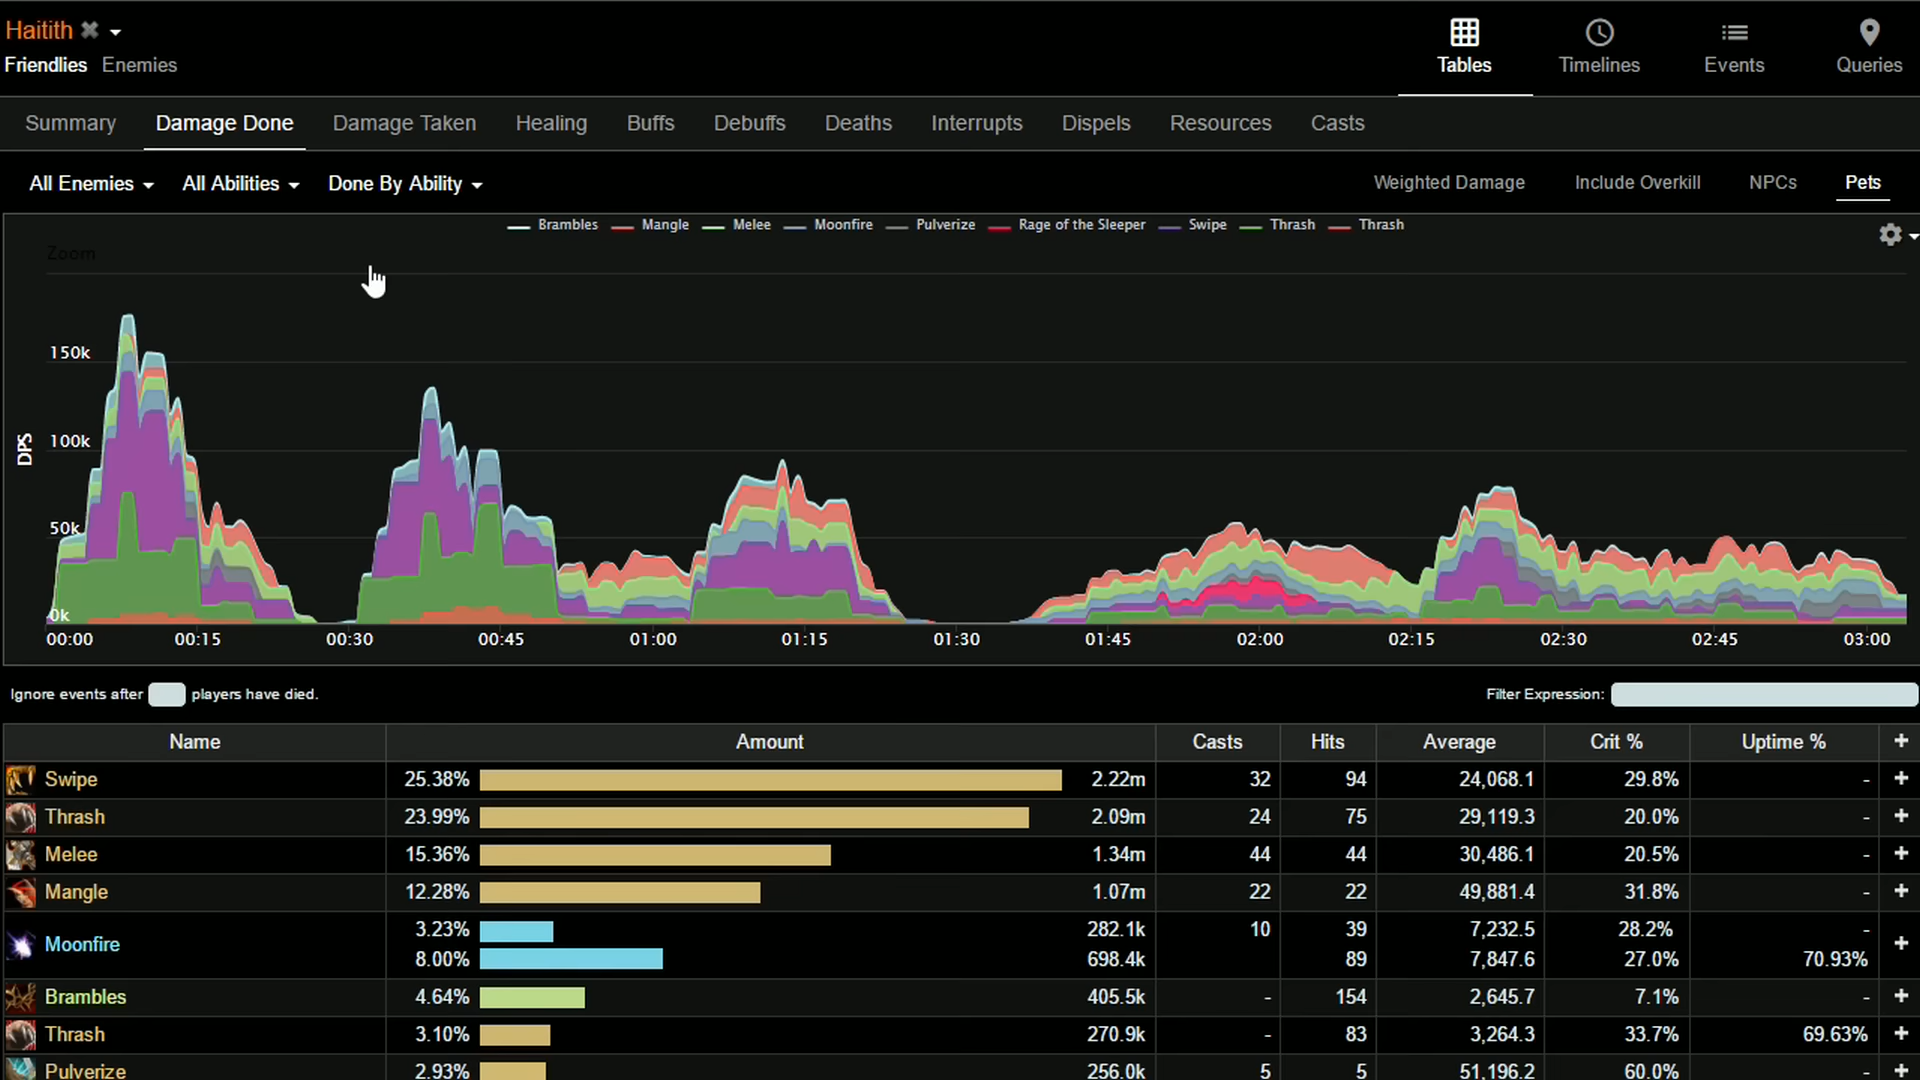 Haitith
Friendlies Enemies
Tables Timelines Events Queries
Summary Damage Done Damage Taken Healing Buffs Debuffs Deaths Interrupts Dispels Resources Casts
All Enemies All Abilities Done By Ability Weighted Damage Include Overkill NPCs Pets
Brambles Mangle Melee Moonfire Pulverize Rage of the Sleeper Swipe Thrash Thrash
Zoom
150k
100k
DPS
50k
0k
00:00 00:15 00:30 00:45 01:00 01:15 01:30 01:45 02:00 02:15 02:30 02:45 03:00
Ignore events after players have died. Filter Expression:
Name Amount Casts Hits Average Crit % Uptime % +
Swipe 25.38% 2.22m 32 94 24,068.1 29.8% - +
Thrash 23.99% 2.09m 24 75 29,119.3 20.0% - +
Melee 15.36% 1.34m 44 44 30,486.1 20.5% - +
Mangle 12.28% 1.07m 22 22 49,881.4 31.8% - +
Moonfire 3.23% 282.1k 10 39 7,232.5 28.2% - +
8.00% 698.4k 89 7,847.6 27.0% 70.93%
Brambles 4.64% 405.5k - 154 2,645.7 7.1% - +
Thrash 3.10% 270.9k - 83 3,264.3 33.7% 69.63% +
Pulverize 2.93% 256.0k 5 5 51,196.2 60.0% - +